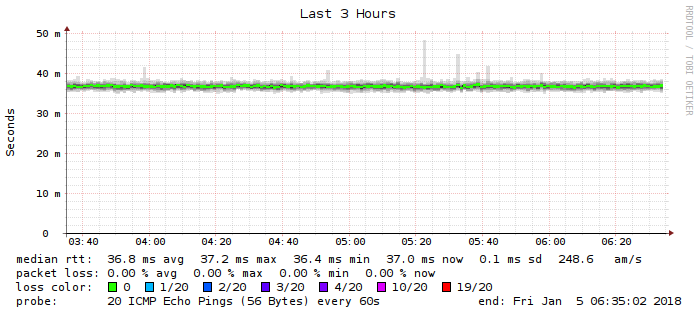 Last 3 Hours
RRDTOOL / TOBI OETIKER
Seconds
50 m
40 m
30 m
20 m
10 m
0
03:40 04:00 04:20 04:40 05:00 05:20 05:40 06:00 06:20
median rtt: 36.8 ms avg 37.2 ms max 36.4 ms min 37.0 ms now 0.1 ms sd 248.6 am/s
packet loss: 0.00 % avg 0.00 % max 0.00 % min 0.00 % now
loss color: 0 1/20 2/20 3/20 4/20 10/20 19/20
probe: 20 ICMP Echo Pings (56 Bytes) every 60s end: Fri Jan 5 06:35:02 2018